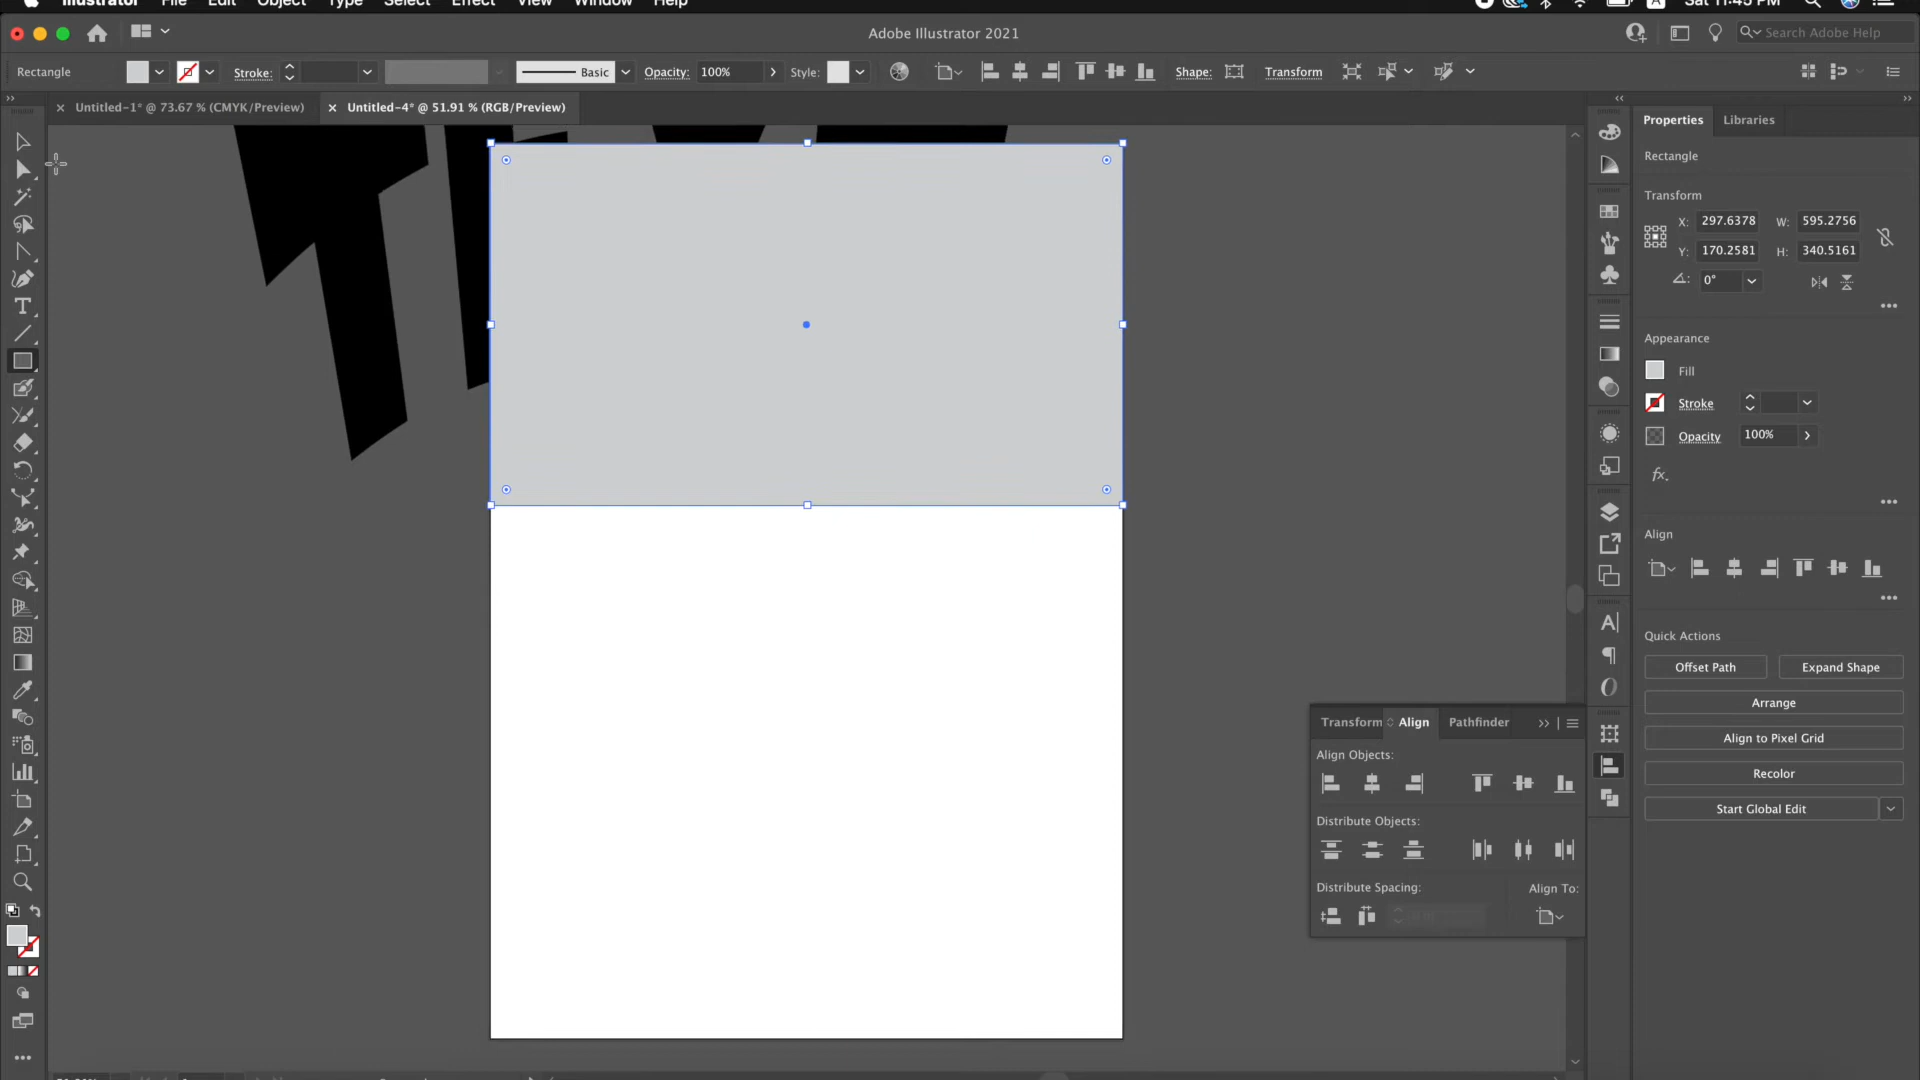 Illustrator File Edit Object Type Select Effect View Window Help A Sat 11:45 PM
Adobe Illustrator 2021
Search Adobe Help
Rectangle
Stroke:
Basic
Opacity: 100%
Style:
Shape:
Transform
Untitled-1* @ 73.67 % (CMYK/Preview)
Untitled-4* @ 51.91 % (RGB/Preview)
Properties
Libraries
Rectangle
Transform
X: 297.6378 W: 595.2756
Y: 170.2581 H: 340.5161
0°
Appearance
Fill
Stroke
Opacity 100%
fx.
Align
Quick Actions
Offset Path
Expand Shape
Arrange
Align to Pixel Grid
Recolor
Start Global Edit
Transform
Align
Pathfinder
Align Objects:
Distribute Objects:
Distribute Spacing:
Align To: